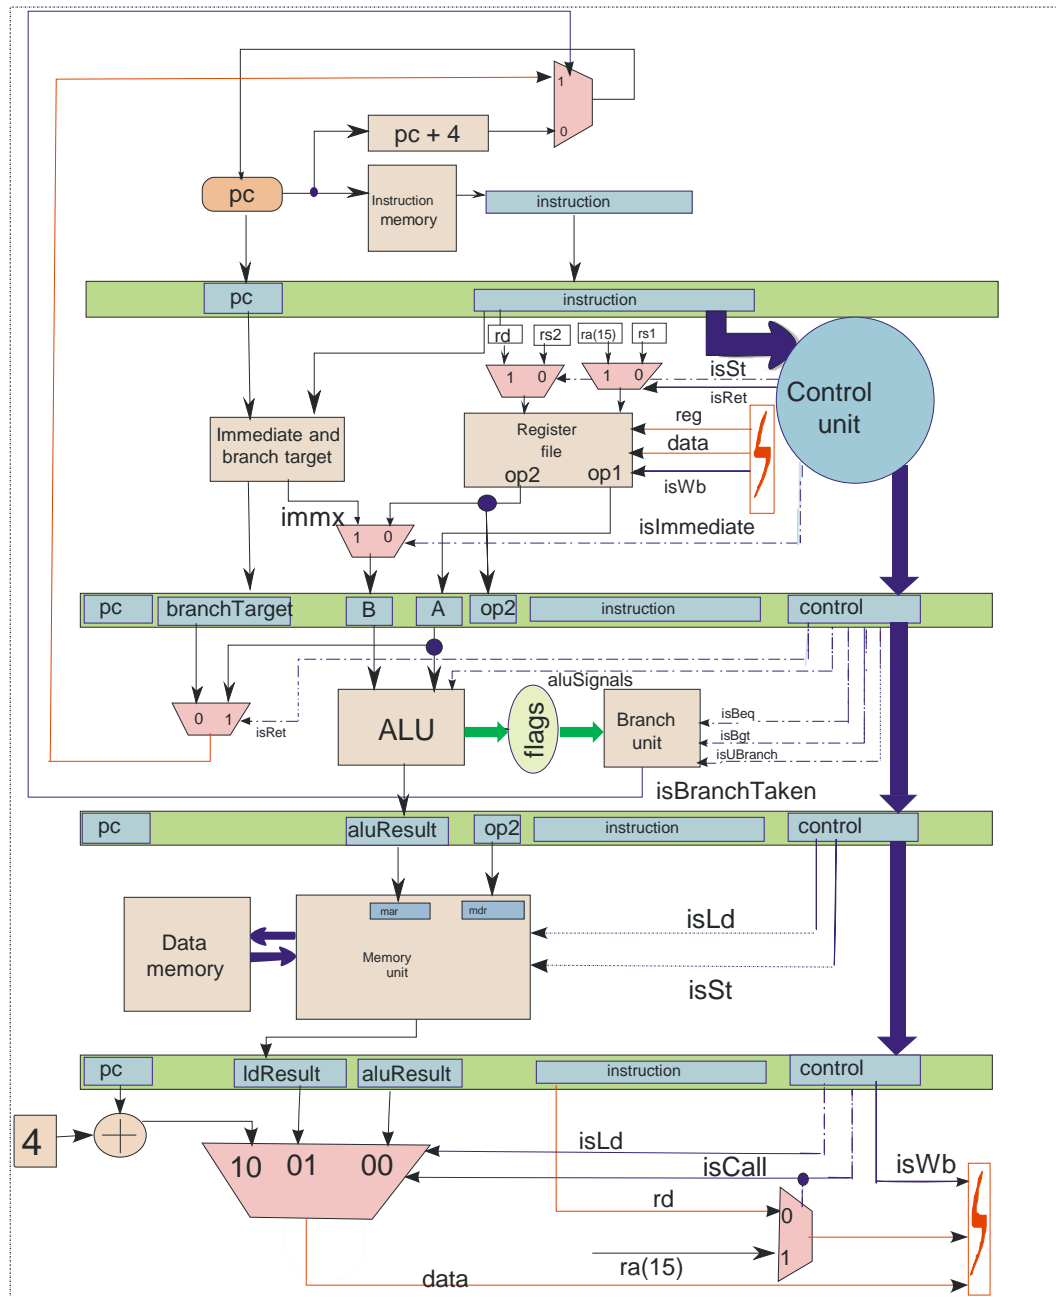 1
pc + 4
0
pc
Instruction
memory
instruction
pc
instruction
rd
rs2
ra(15)
rs1
1 0
1 0
isSt
isRet
Control
unit
Immediate and
branch target
Register
file
op2
op1
reg
data
isWb
immx
1 0
isImmediate
pc
branchTarget
B
A
op2
instruction
control
0 1
isRet
aluSignals
ALU
flags
Branch
unit
isBeq
isBgt
isUBranch
isBranchTaken
pc
aluResult
op2
instruction
control
mar
mdr
Data
memory
Memory
unit
isLd
isSt
pc
ldResult
aluResult
instruction
control
4
10 01 00
isLd
isCall
isWb
rd
0
1
ra(15)
data